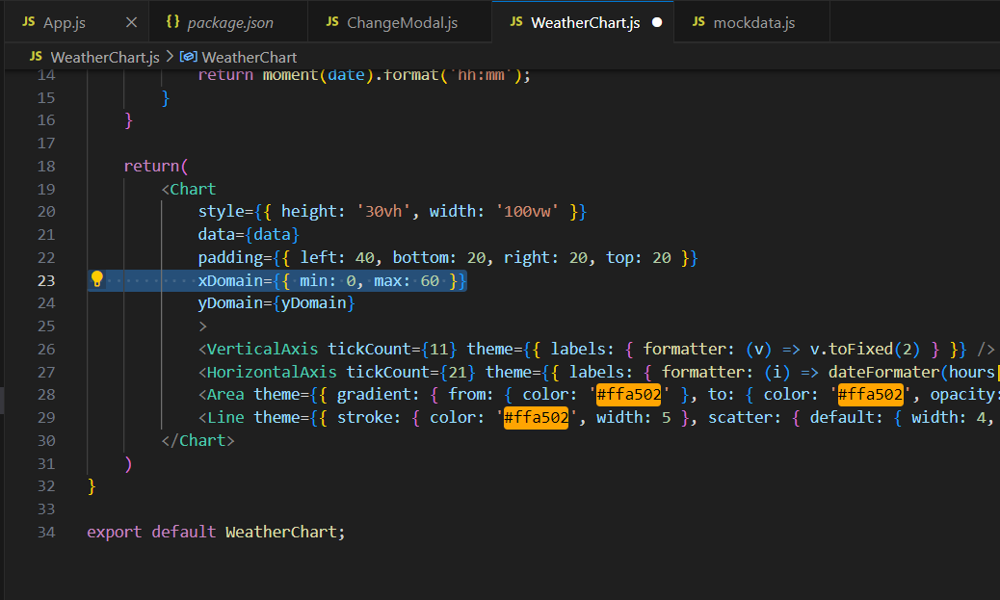 JS App.js × {} package.json JS ChangeModal.js JS WeatherChart.js ● JS mockdata.js
JS WeatherChart.js > WeatherChart
14 return moment(date).format('hh:mm');
15 }
16 }
17
18 return(
19 <Chart
20 style={{ height: '30vh', width: '100vw' }}
21 data={data}
22 padding={{ left: 40, bottom: 20, right: 20, top: 20 }}
23 xDomain={{ min: 0, max: 60 }}
24 yDomain={yDomain}
25 >
26 <VerticalAxis tickCount={11} theme={{ labels: { formatter: (v) => v.toFixed(2) } }} />
27 <HorizontalAxis tickCount={21} theme={{ labels: { formatter: (i) => dateFormater(hours
28 <Area theme={{ gradient: { from: { color: '#ffa502' }, to: { color: '#ffa502', opacity:
29 <Line theme={{ stroke: { color: '#ffa502', width: 5 }, scatter: { default: { width: 4,
30 </Chart>
31 )
32 }
33
34 export default WeatherChart;